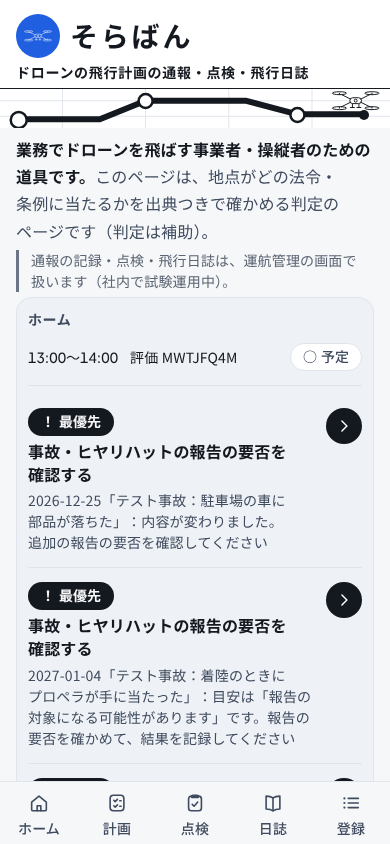 そらばん
ドローンの飛行計画の通報・点検・飛行日誌
業務でドローンを飛ばす事業者・操縦者のための
道具です。このページは、地点がどの法令・
条例に当たるかを出典つきで確かめる判定の
ページです（判定は補助）。
通報の記録・点検・飛行日誌は、運航管理の画面で
扱います（社内で試験運用中）。
ホーム
13:00〜14:00 評価 MWTJFQ4M
○ 予定
! 最優先
事故・ヒヤリハットの報告の要否を
確認する
2026-12-25「テスト事故：駐車場の車に
部品が落ちた」：内容が変わりました。
追加の報告の要否を確認してください
! 最優先
事故・ヒヤリハットの報告の要否を
確認する
2027-01-04「テスト事故：着陸のときに
プロペラが手に当たった」：目安は「報告の
対象になる可能性があります」です。報告の
要否を確かめて、結果を記録してください
ホーム 計画 点検 日誌 登録